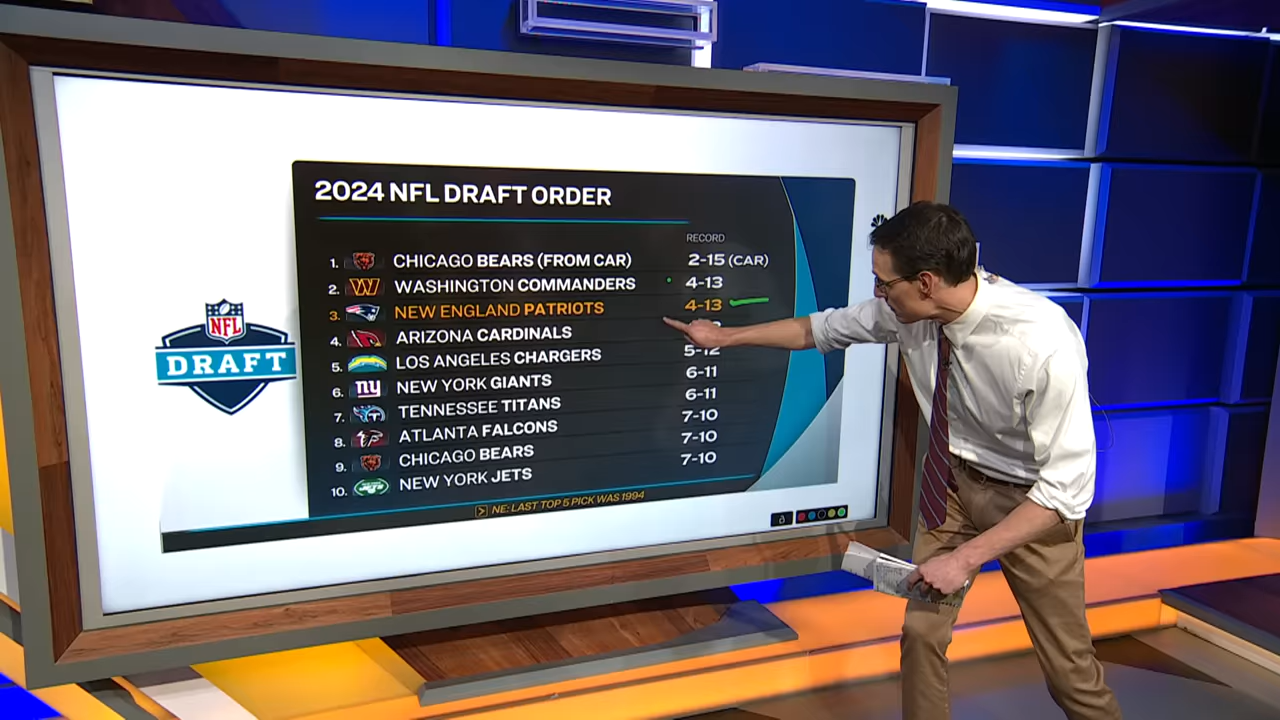 2024 NFL DRAFT ORDER
RECORD
1. CHICAGO BEARS (FROM CAR) 2-15 (CAR)
2. WASHINGTON COMMANDERS 4-13
3. NEW ENGLAND PATRIOTS 4-13
4. ARIZONA CARDINALS
5. LOS ANGELES CHARGERS 5-12
6. NEW YORK GIANTS 6-11
7. TENNESSEE TITANS 6-11
8. ATLANTA FALCONS 7-10
9. CHICAGO BEARS 7-10
10. NEW YORK JETS 7-10
NE: LAST TOP 5 PICK WAS 1994
NFL
DRAFT